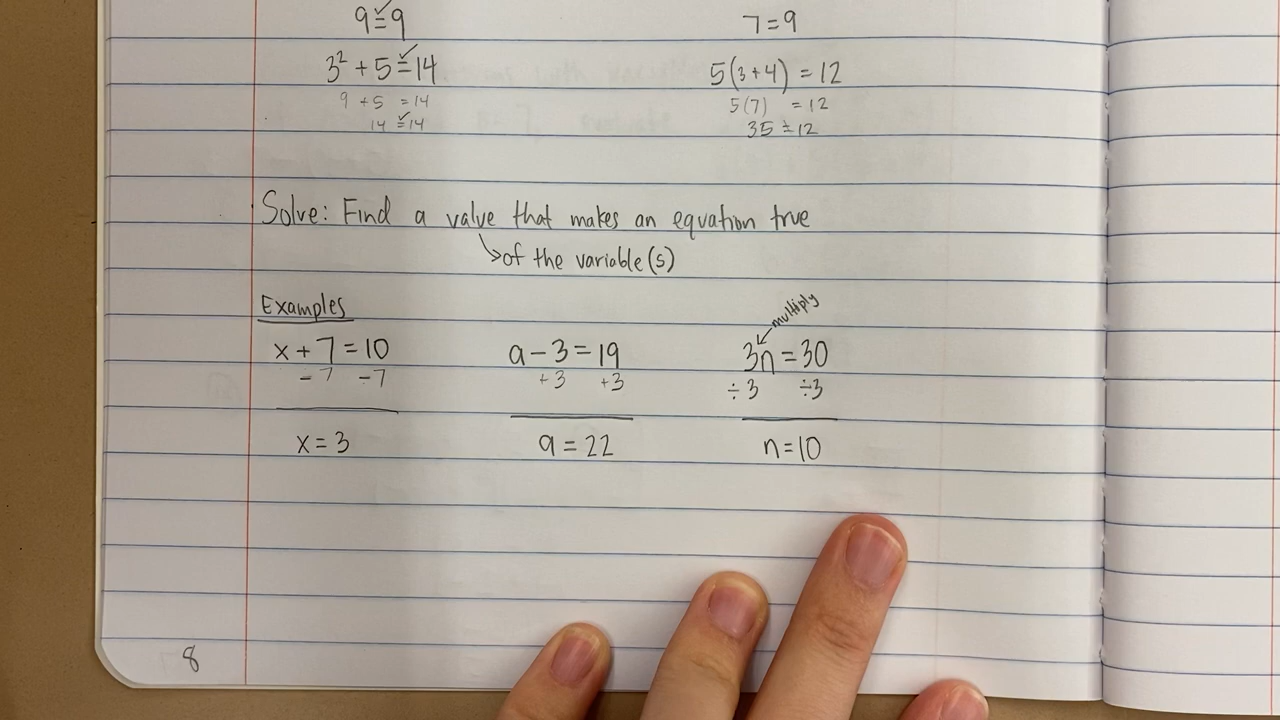 9 ≝ 9 7 = 9
3² + 5 ≝ 14 5(3+4) = 12
9 + 5 = 14 5(7) = 12
14 ≝ 14 35 ≠ 12
Solve: Find a value that makes an equation true
↳ of the variable(s)
Examples
multiply
x + 7 = 10 a − 3 = 19 3n = 30
− 7 −7 +3 +3 ÷3 ÷3
x = 3 a = 22 n = 10
8